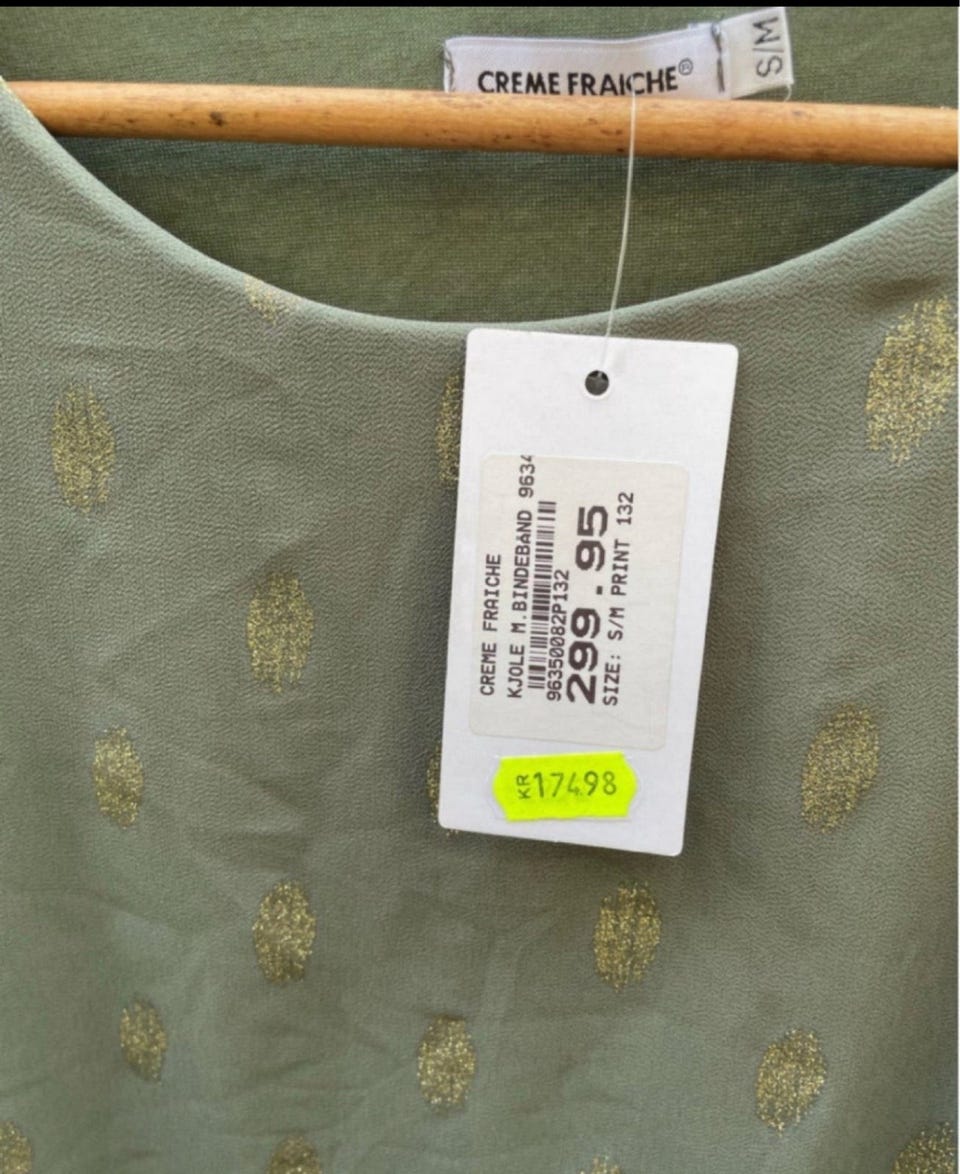 CREME FRAICHE®
S/M
CREME FRAICHE
KJOLE M.BINDEBAND 9634
96350082P132
299.95
SIZE: S/M PRINT 132
KR 174.98